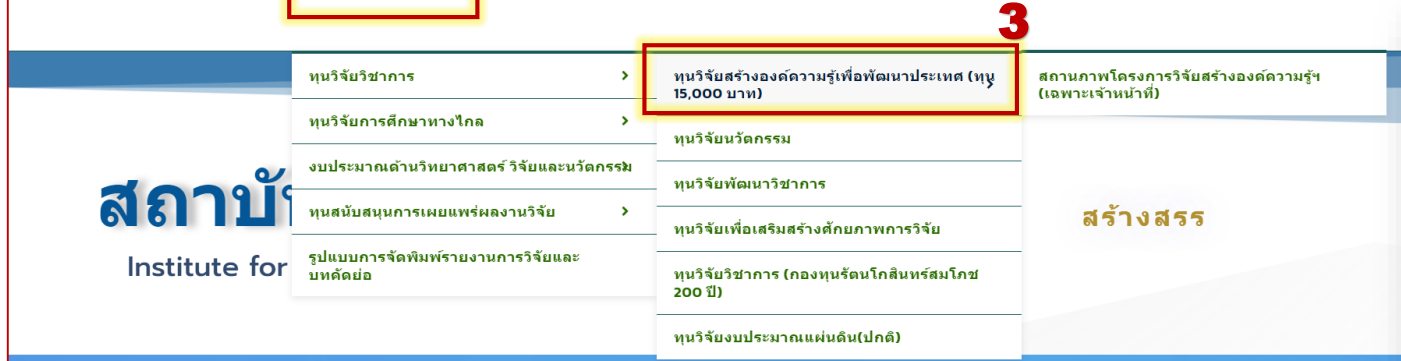 3
ทุนวิจัยวิชาการ
ทุนวิจัยการศึกษาทางไกล
งบประมาณด้านวิทยาศาสตร์ วิจัยและนวัตกรรม
ทุนสนับสนุนการเผยแพร่ผลงานวิจัย
รูปแบบการจัดพิมพ์รายงานการวิจัยและ
บทคัดย่อ
ทุนวิจัยสร้างองค์ความรู้เพื่อพัฒนาประเทศ (ทุน
15,000 บาท)
ทุนวิจัยนวัตกรรม
ทุนวิจัยพัฒนาวิชาการ
ทุนวิจัยเพื่อเสริมสร้างศักยภาพการวิจัย
ทุนวิจัยวิชาการ (กองทุนรัตนโกสินทร์สมโภช
200 ปี)
ทุนวิจัยงบประมาณแผ่นดิน(ปกติ)
สถานภาพโครงการวิจัยสร้างองค์ความรู้ฯ
(เฉพาะเจ้าหน้าที่)
สถาบั
Institute for
สร้างสรร